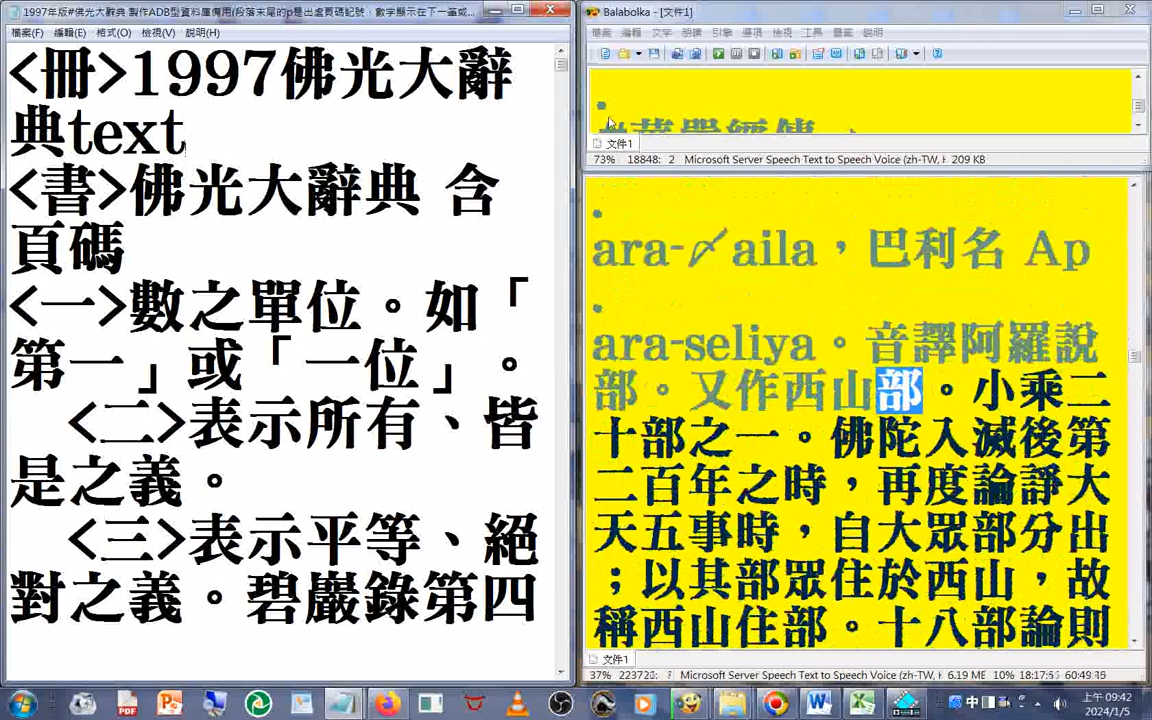 1997年版#佛光大辭典 製作ADB型資料庫備用(段落末尾的p是出處頁碼記號，數字顯示在下一筆或...
檔案(F) 編輯(E) 格式(O) 檢視(V) 說明(H)
<冊>1997佛光大辭
典text
<書>佛光大辭典 含
頁碼
<一>數之單位。如「
第一」或「一位」。
<二>表示所有、皆
是之義。
<三>表示平等、絕
對之義。碧巖錄第四
Balabolka - [文件1]
檔案 編輯 文字 朗讀 引擎 選項 檢視 工具 書籤 說明
文件1
73% 18848: 2 Microsoft Server Speech Text to Speech Voice (zh-TW, H 209 KB
ara-〆aila，巴利名 Ap
ara-seliya。音譯阿羅說
部。又作西山部。小乘二
十部之一。佛陀入滅後第
二百年之時，再度論諍大
天五事時，自大眾部分出
；以其部眾住於西山，故
稱西山住部。十八部論則
文件1
37% Microsoft Server Speech Text to Speech Voice (zh-TW, 6.19 ME 10%
中
上午 09:42
2024/1/5